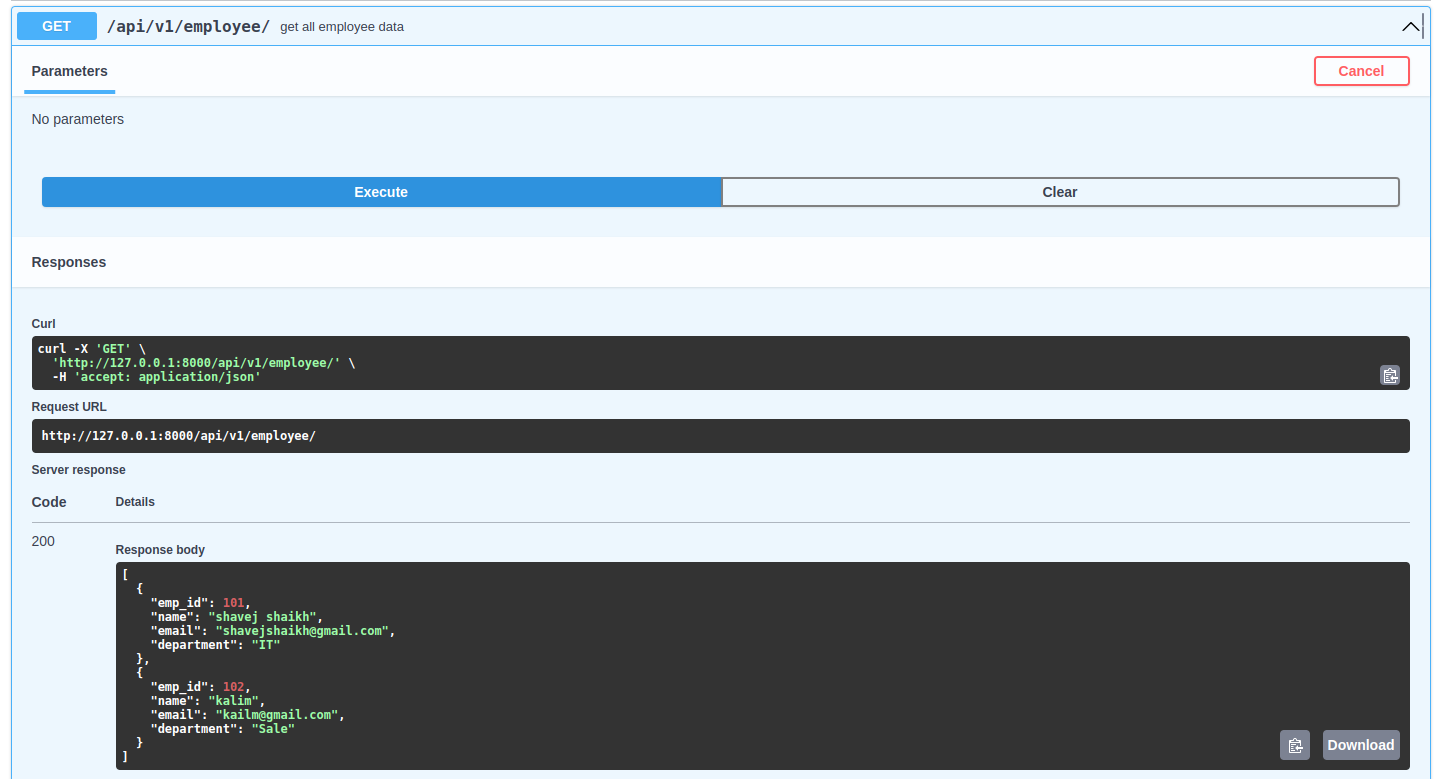 GET /api/v1/employee/ get all employee data
Parameters Cancel
No parameters
Execute Clear
Responses
Curl
curl -X 'GET' \
  'http://127.0.0.1:8000/api/v1/employee/' \
  -H 'accept: application/json'
Request URL
http://127.0.0.1:8000/api/v1/employee/
Server response
Code Details
200
Response body
[
  {
    "emp_id": 101,
    "name": "shavej shaikh",
    "email": "shavejshaikh@gmail.com",
    "department": "IT"
  },
  {
    "emp_id": 102,
    "name": "kalim",
    "email": "kailm@gmail.com",
    "department": "Sale"
  }
]
Download